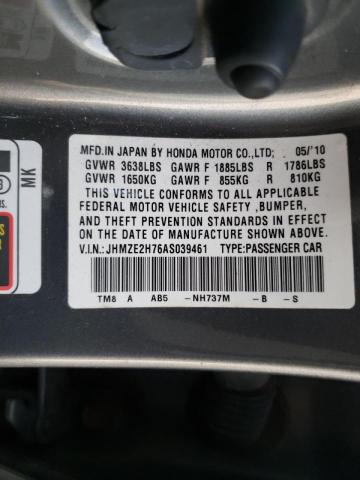 MFD.IN JAPAN BY HONDA MOTOR CO.,LTD; 05/'10
GVWR 3638LBS GAWR F 1885LBS R 1786LBS
GVWR 1650KG GAWR F 855KG R 810KG
THIS VEHICLE CONFORMS TO ALL APPLICABLE
FEDERAL MOTOR VEHICLE SAFETY ,BUMPER,
AND THEFT PREVENTION STANDARDS IN EFFECT
ON THE DATE OF MANUFACTURE SHOWN ABOVE.
V.I.N.:JHMZE2H76AS039461 TYPE:PASSENGER CAR
TM8 A AB5 -NH737M -B -S
MK